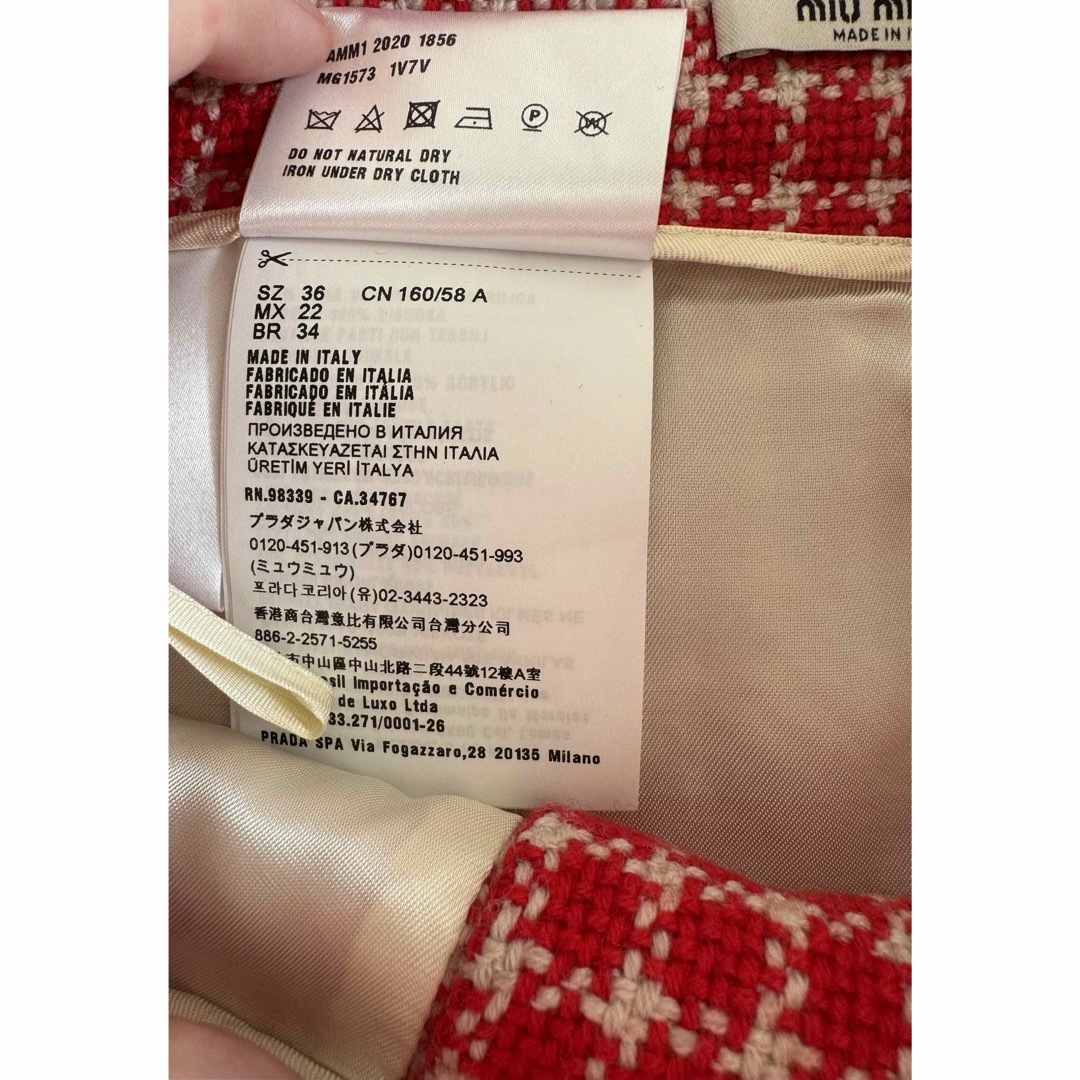 miu
MADE IN
AMM1 2020 1856
MG1573 1V7V
P
W
DO NOT NATURAL DRY
IRON UNDER DRY CLOTH
SZ 36 CN 160/58 A
MX 22
BR 34
MADE IN ITALY
FABRICADO EN ITALIA
FABRICADO EM ITÁLIA
FABRIQUÉ EN ITALIE
ПРОИЗВЕДЕНО В ИТАЛИЯ
ΚΑΤΑΣΚΕΥΑΖΕΤΑΙ ΣΤΗΝ ΙΤΑΛΙΑ
ÜRETİM YERİ İTALYA
RN.98339 - CA.34767
プラダジャパン株式会社
0120-451-913(プラダ)0120-451-993
(ミュウミュウ)
프라다코리아(유)02-3443-2323
香港商台灣意比有限公司台灣分公司
886-2-2571-5255
市中山區中山北路二段44號12樓A室
Importação e Comércio
de Luxo Ltda
33.271/0001-26
PRADA SPA Via Fogazzaro,28 20135 Milano